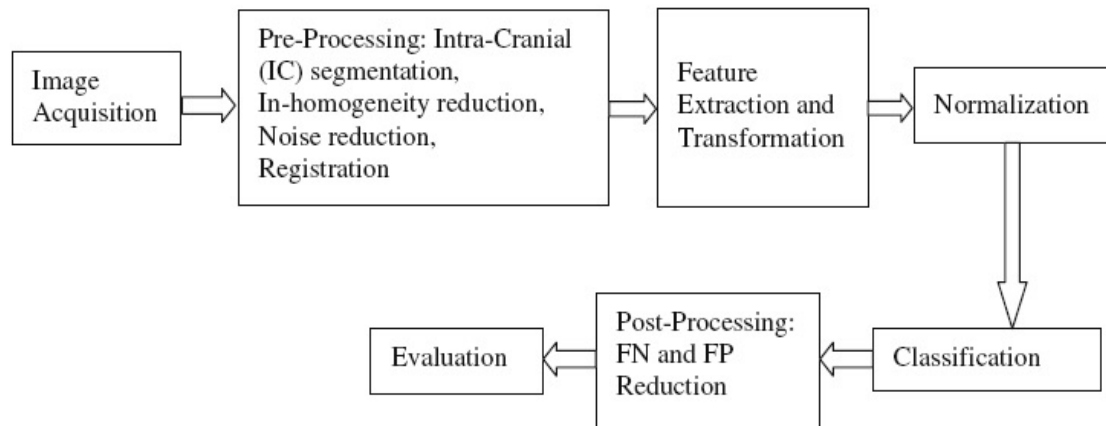 Image
Acquisition
Pre-Processing: Intra-Cranial
(IC) segmentation,
In-homogeneity reduction,
Noise reduction,
Registration
Feature
Extraction and
Transformation
Normalization
Classification
Post-Processing:
FN and FP
Reduction
Evaluation